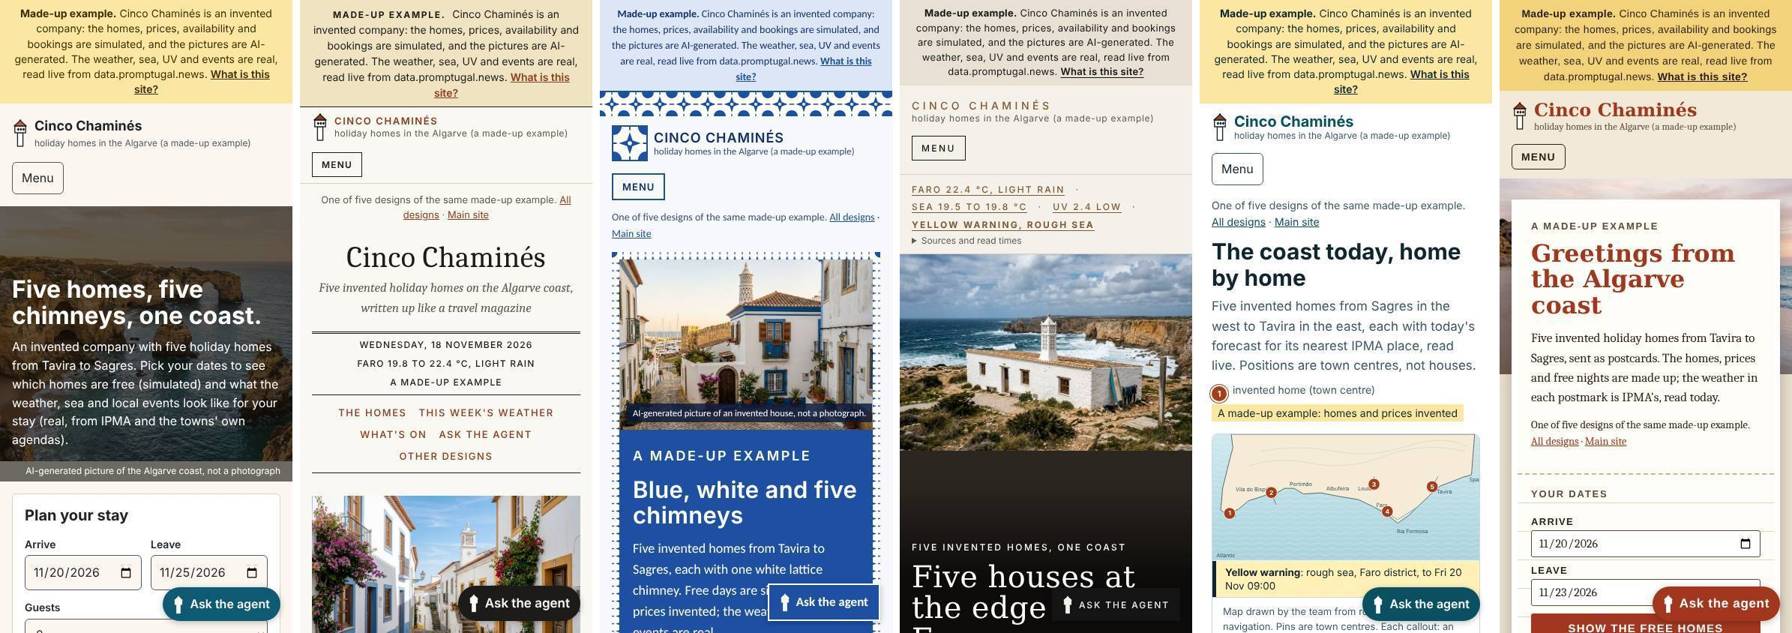 Made-up example. Cinco Chaminés is an invented
company: the homes, prices, availability and
bookings are simulated, and the pictures are AI-
generated. The weather, sea, UV and events are real,
read live from data.promptugal.news. What is this
site?
Cinco Chaminés
holiday homes in the Algarve (a made-up example)
Menu
Five homes, five
chimneys, one coast.
An invented company with five holiday homes
from Tavira to Sagres. Pick your dates to see
which homes are free (simulated) and what the
weather, sea and local events look like for your
stay (real, from IPMA and the towns' own
agendas).
AI-generated picture of the Algarve coast, not a photograph
Plan your stay
Arrive
Leave
11/20/2026
11/25/2026
Guests
Ask the agent
MADE-UP EXAMPLE. Cinco Chaminés is an
invented company: the homes, prices, availability and
bookings are simulated, and the pictures are AI-
generated. The weather, sea, UV and events are real,
read live from data.promptugal.news. What is this
site?
CINCO CHAMINÉS
holiday homes in the Algarve (a made-up example)
MENU
One of five designs of the same made-up example. All
designs · Main site
Cinco Chaminés
Five invented holiday homes on the Algarve coast,
written up like a travel magazine
WEDNESDAY, 18 NOVEMBER 2026
FARO 19.8 TO 22.4 °C, LIGHT RAIN
A MADE-UP EXAMPLE
THE HOMES THIS WEEK'S WEATHER
WHAT'S ON ASK THE AGENT
OTHER DESIGNS
Ask the agent
Made-up example. Cinco Chaminés is an invented company:
the homes, prices, availability and bookings are simulated, and
the pictures are AI-generated. The weather, sea, UV and events
are real, read live from data.promptugal.news. What is this
site?
CINCO CHAMINÉS
holiday homes in the Algarve (a made-up example)
MENU
One of five designs of the same made-up example. All designs ·
Main site
AI-generated picture of an invented house, not a photograph.
A MADE-UP EXAMPLE
Blue, white and five
chimneys
Five invented homes from Tavira to
Sagres, each with one white lattice
chimney. Free days are
prices invented; the
events are real
Ask the agent
Made-up example. Cinco Chaminés is an invented
company: the homes, prices, availability and bookings
are simulated, and the pictures are AI-generated. The
weather, sea, UV and events are real, read live from
data.promptugal.news. What is this site?
CINCO CHAMINÉS
holiday homes in the Algarve (a made-up example)
MENU
FARO 22.4 °C, LIGHT RAIN ·
SEA 19.5 TO 19.8 °C · UV 2.4 LOW ·
YELLOW WARNING, ROUGH SEA
Sources and read times
FIVE INVENTED HOMES, ONE COAST
Five houses at
the edge
ASK THE AGENT
Made-up example. Cinco Chaminés is an invented
company: the homes, prices, availability and
bookings are simulated, and the pictures are AI-
generated. The weather, sea, UV and events are real,
read live from data.promptugal.news. What is this
site?
Cinco Chaminés
holiday homes in the Algarve (a made-up example)
Menu
One of five designs of the same made-up example.
All designs · Main site
The coast today, home
by home
Five invented homes from Sagres in the
west to Tavira in the east, each with today's
forecast for its nearest IPMA place, read
live. Positions are town centres, not houses.
1 invented home (town centre)
A made-up example: homes and prices invented
Vila do Bispo
2
Portimão
Albufeira
3
5
Tavira
1
Faro
4
Ria Formosa
Atlantic
Yellow warning: rough sea, Faro district, to Fri 20
Nov 09:00
Map drawn by the team from
navigation. Pins are town centres. Each callout: an
Ask the agent
Made-up example. Cinco Chaminés is an invented
company: the homes, prices, availability and bookings
are simulated, and the pictures are AI-generated. The
weather, sea, UV and events are real, read live from
data.promptugal.news. What is this site?
Cinco Chaminés
holiday homes in the Algarve (a made-up example)
MENU
A MADE-UP EXAMPLE
Greetings from
the Algarve
coast
Five invented holiday homes from Tavira to
Sagres, sent as postcards. The homes, prices
and free nights are made up; the weather in
each postmark is IPMA's, read today.
One of five designs of the same made-up example.
All designs · Main site
YOUR DATES
ARRIVE
11/20/2026
LEAVE
11/23/2026
Ask the agent
SHOW THE FREE HOMES